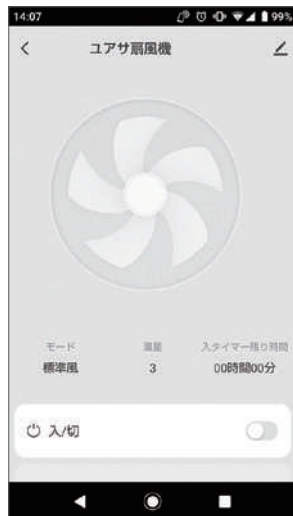 14:07 99%
ユアサ扇風機
モード 風量 入タイマー残り時間
標準風 3 00時間00分
入/切